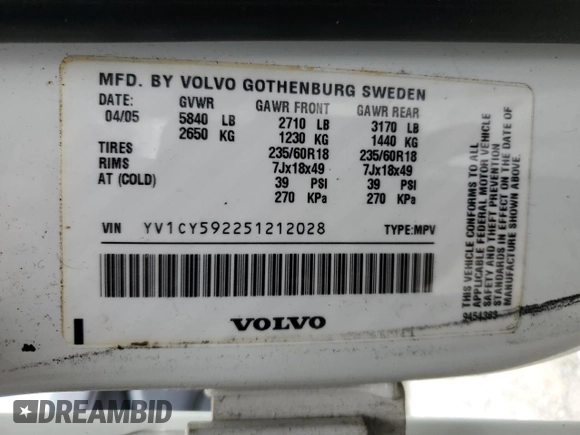 MFD. BY VOLVO GOTHENBURG SWEDEN
DATE: GVWR GAWR FRONT GAWR REAR
04/05 5840 LB 2710 LB 3170 LB
2650 KG 1230 KG 1440 KG
TIRES 235/60R18 235/60R18
RIMS 7Jx18x49 7Jx18x49
AT (COLD) 39 PSI 39 PSI
270 KPa 270 KPa
VIN YV1CY592251212028 TYPE:MPV
VOLVO
THIS VEHICLE CONFORMS TO ALL
APPLICABLE FEDERAL MOTOR VEHICLE
SAFETY AND THEFT PREVENTION
STANDARDS IN EFFECT ON DATE OF
MANUFACTURE AS SHOWN ABOVE.
9454383
DREAMBID